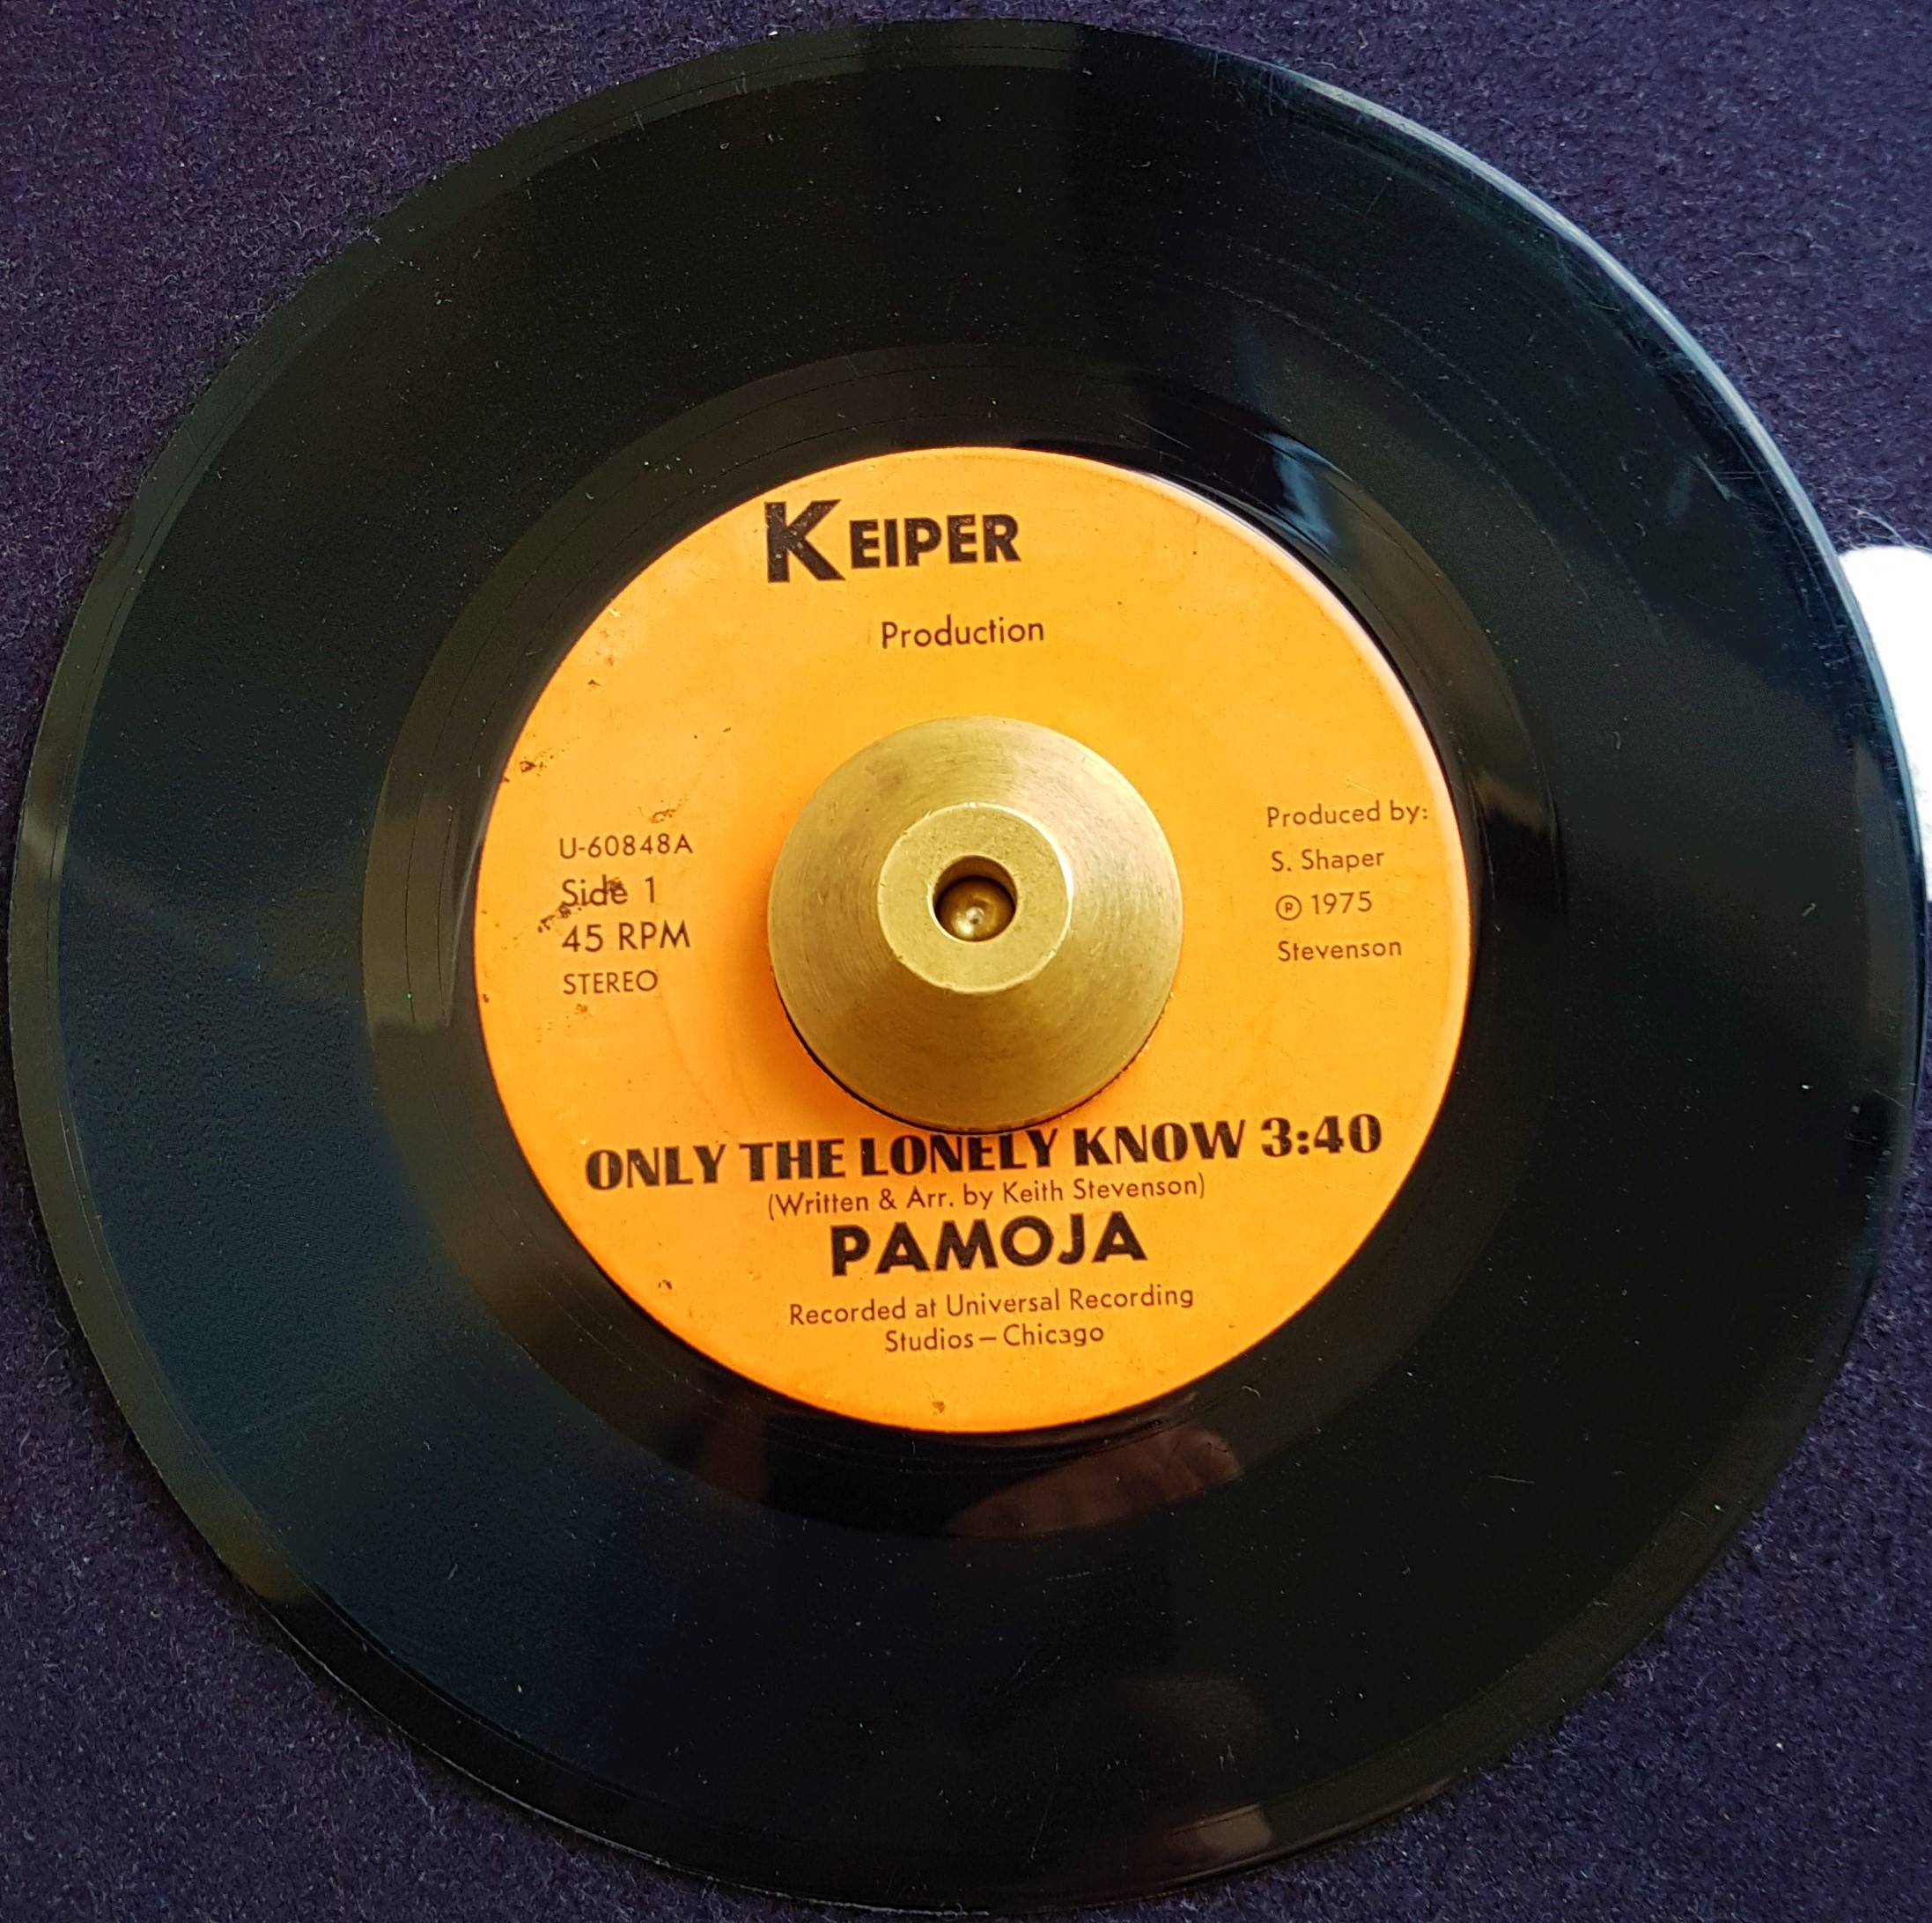 KEIPER
Production
U-60848A
Side 1
45 RPM
STEREO
Produced by:
S. Shaper
℗ 1975
Stevenson
ONLY THE LONELY KNOW 3:40
(Written & Arr. by Keith Stevenson)
PAMOJA
Recorded at Universal Recording
Studios – Chicago